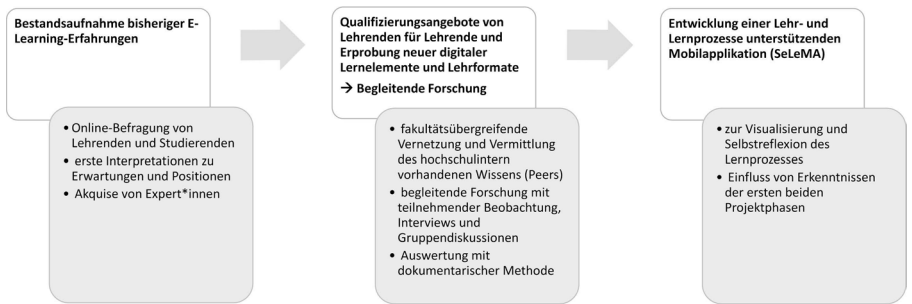 Bestandsaufnahme bisheriger E-
Learning-Erfahrungen
• Online-Befragung von
Lehrenden und Studierenden
• erste Interpretationen zu
Erwartungen und Positionen
• Akquise von Expert*innen
Qualifizierungsangebote von
Lehrenden für Lehrende und
Erprobung neuer digitaler
Lernelemente und Lehrformate
→ Begleitende Forschung
• fakultätsübergreifende
Vernetzung und Vermittlung
des hochschulintern
vorhandenen Wissens (Peers)
• begleitende Forschung mit
teilnehmender Beobachtung,
Interviews und
Gruppendiskussionen
• Auswertung mit
dokumentarischer Methode
Entwicklung einer Lehr- und
Lernprozesse unterstützenden
Mobilapplikation (SeLeMA)
• zur Visualisierung und
Selbstreflexion des
Lernprozesses
• Einfluss von Erkenntnissen
der ersten beiden
Projektphasen